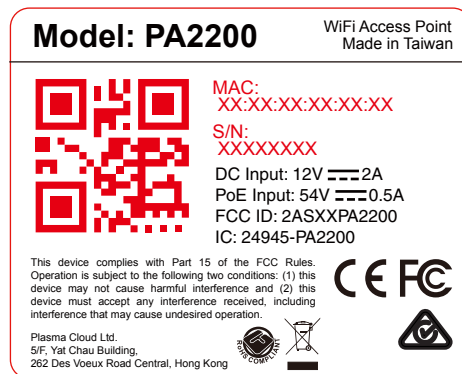 Model: PA2200
WiFi Access Point
Made in Taiwan
MAC:
XX:XX:XX:XX:XX:XX
S/N:
XXXXXXXX
DC Input: 12V 2A
PoE Input: 54V 0.5A
FCC ID: 2ASXXPA2200
IC: 24945-PA2200
This device complies with Part 15 of the FCC Rules.
Operation is subject to the following two conditions: (1) this
device may not cause harmful interference and (2) this
device must accept any interference received, including
interference that may cause undesired operation.
CE FC
Plasma Cloud Ltd.
5/F, Yat Chau Building,
262 Des Voeux Road Central, Hong Kong
RoHS COMPLIANT